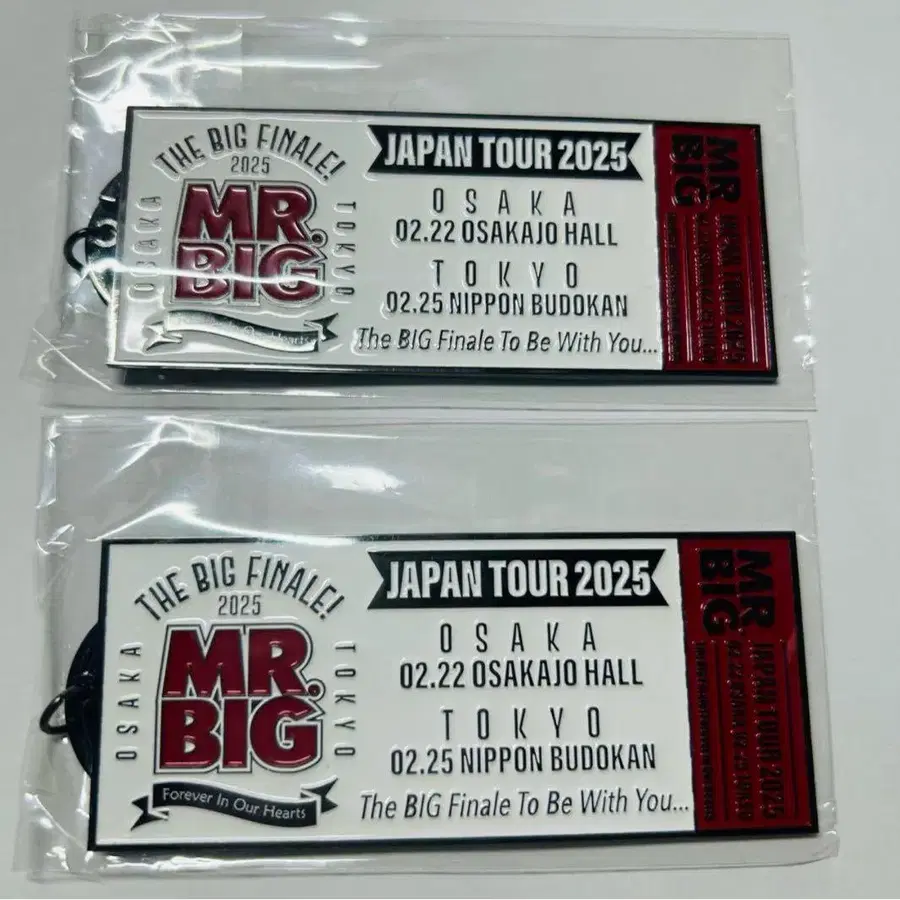 THE BIG FINALE!
2025
OSAKA
MR.
BIG
TOKYO
Hearts
JAPAN TOUR 2025
OSAKA
02.22 OSAKAJO HALL
TOKYO
02.25 NIPPON BUDOKAN
The BIG Finale To Be With You...
MR.
BIG
JAPAN TOUR 2025
THE BIG FINALE!
2025
OSAKA
MR.
BIG
TOKYO
Forever In Our Hearts
JAPAN TOUR 2025
OSAKA
02.22 OSAKAJO HALL
TOKYO
02.25 NIPPON BUDOKAN
The BIG Finale To Be With You...
MR.
BIG
JAPAN TOUR 2025